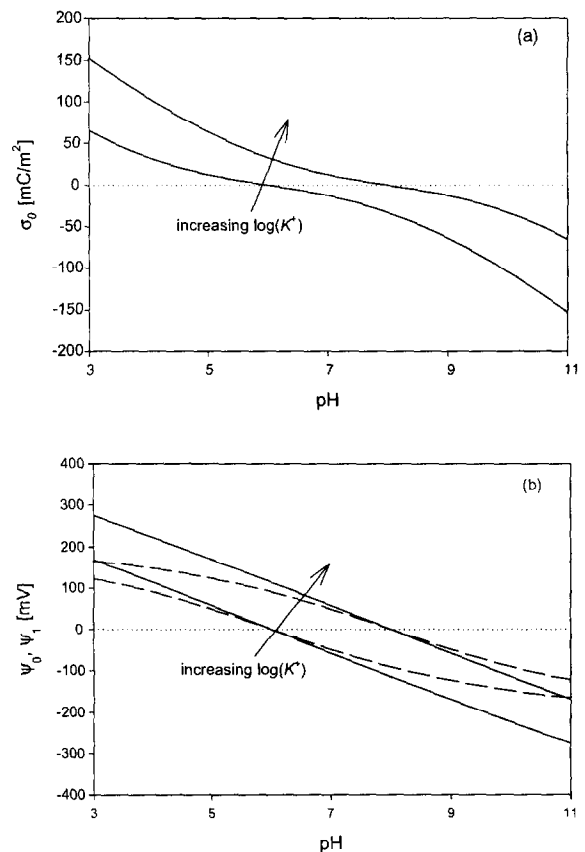 (a)
200
150
100
50
0
-50
-100
-150
-200
σ₀ [mC/m²]
increasing log(K⁺)
3 5 7 9 11
pH
(b)
400
300
200
100
0
-100
-200
-300
-400
Ψ₀, Ψ₁ [mV]
increasing log(K⁺)
3 5 7 9 11
pH